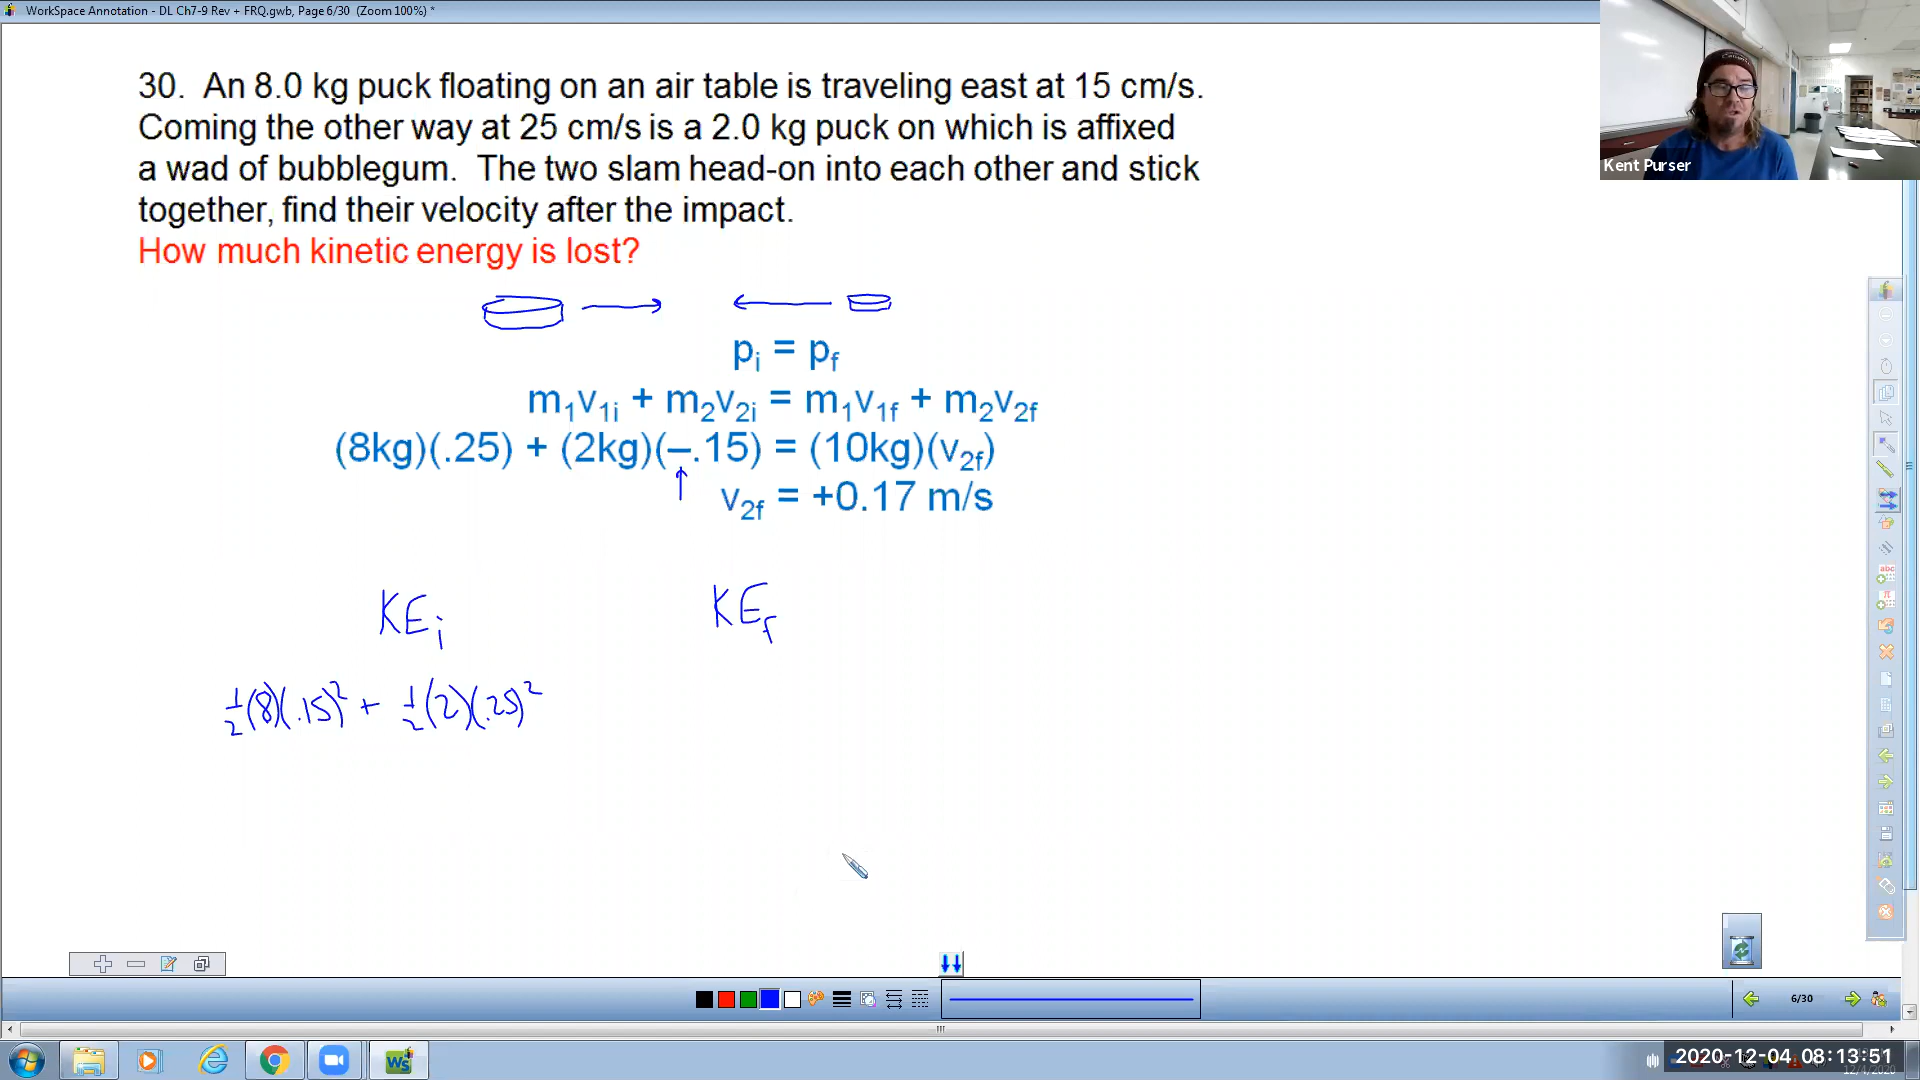 WorkSpace Annotation - DL Ch7-9 Rev + FRQ.gwb, Page 6/30 (Zoom 100%) *
30. An 8.0 kg puck floating on an air table is traveling east at 15 cm/s.
Coming the other way at 25 cm/s is a 2.0 kg puck on which is affixed
a wad of bubblegum. The two slam head-on into each other and stick
together, find their velocity after the impact.
How much kinetic energy is lost?
Kent Purser
pi = pf
m1v1i + m2v2i = m1v1f + m2v2f
(8kg)(.25) + (2kg)(–.15) = (10kg)(v2f)
v2f = +0.17 m/s
KEi
KEf
1/2(8)(.15)² + 1/2(2)(.25)²
abc
π
6/30
Ws
2020-12-04 08:13:51
12/4/2020